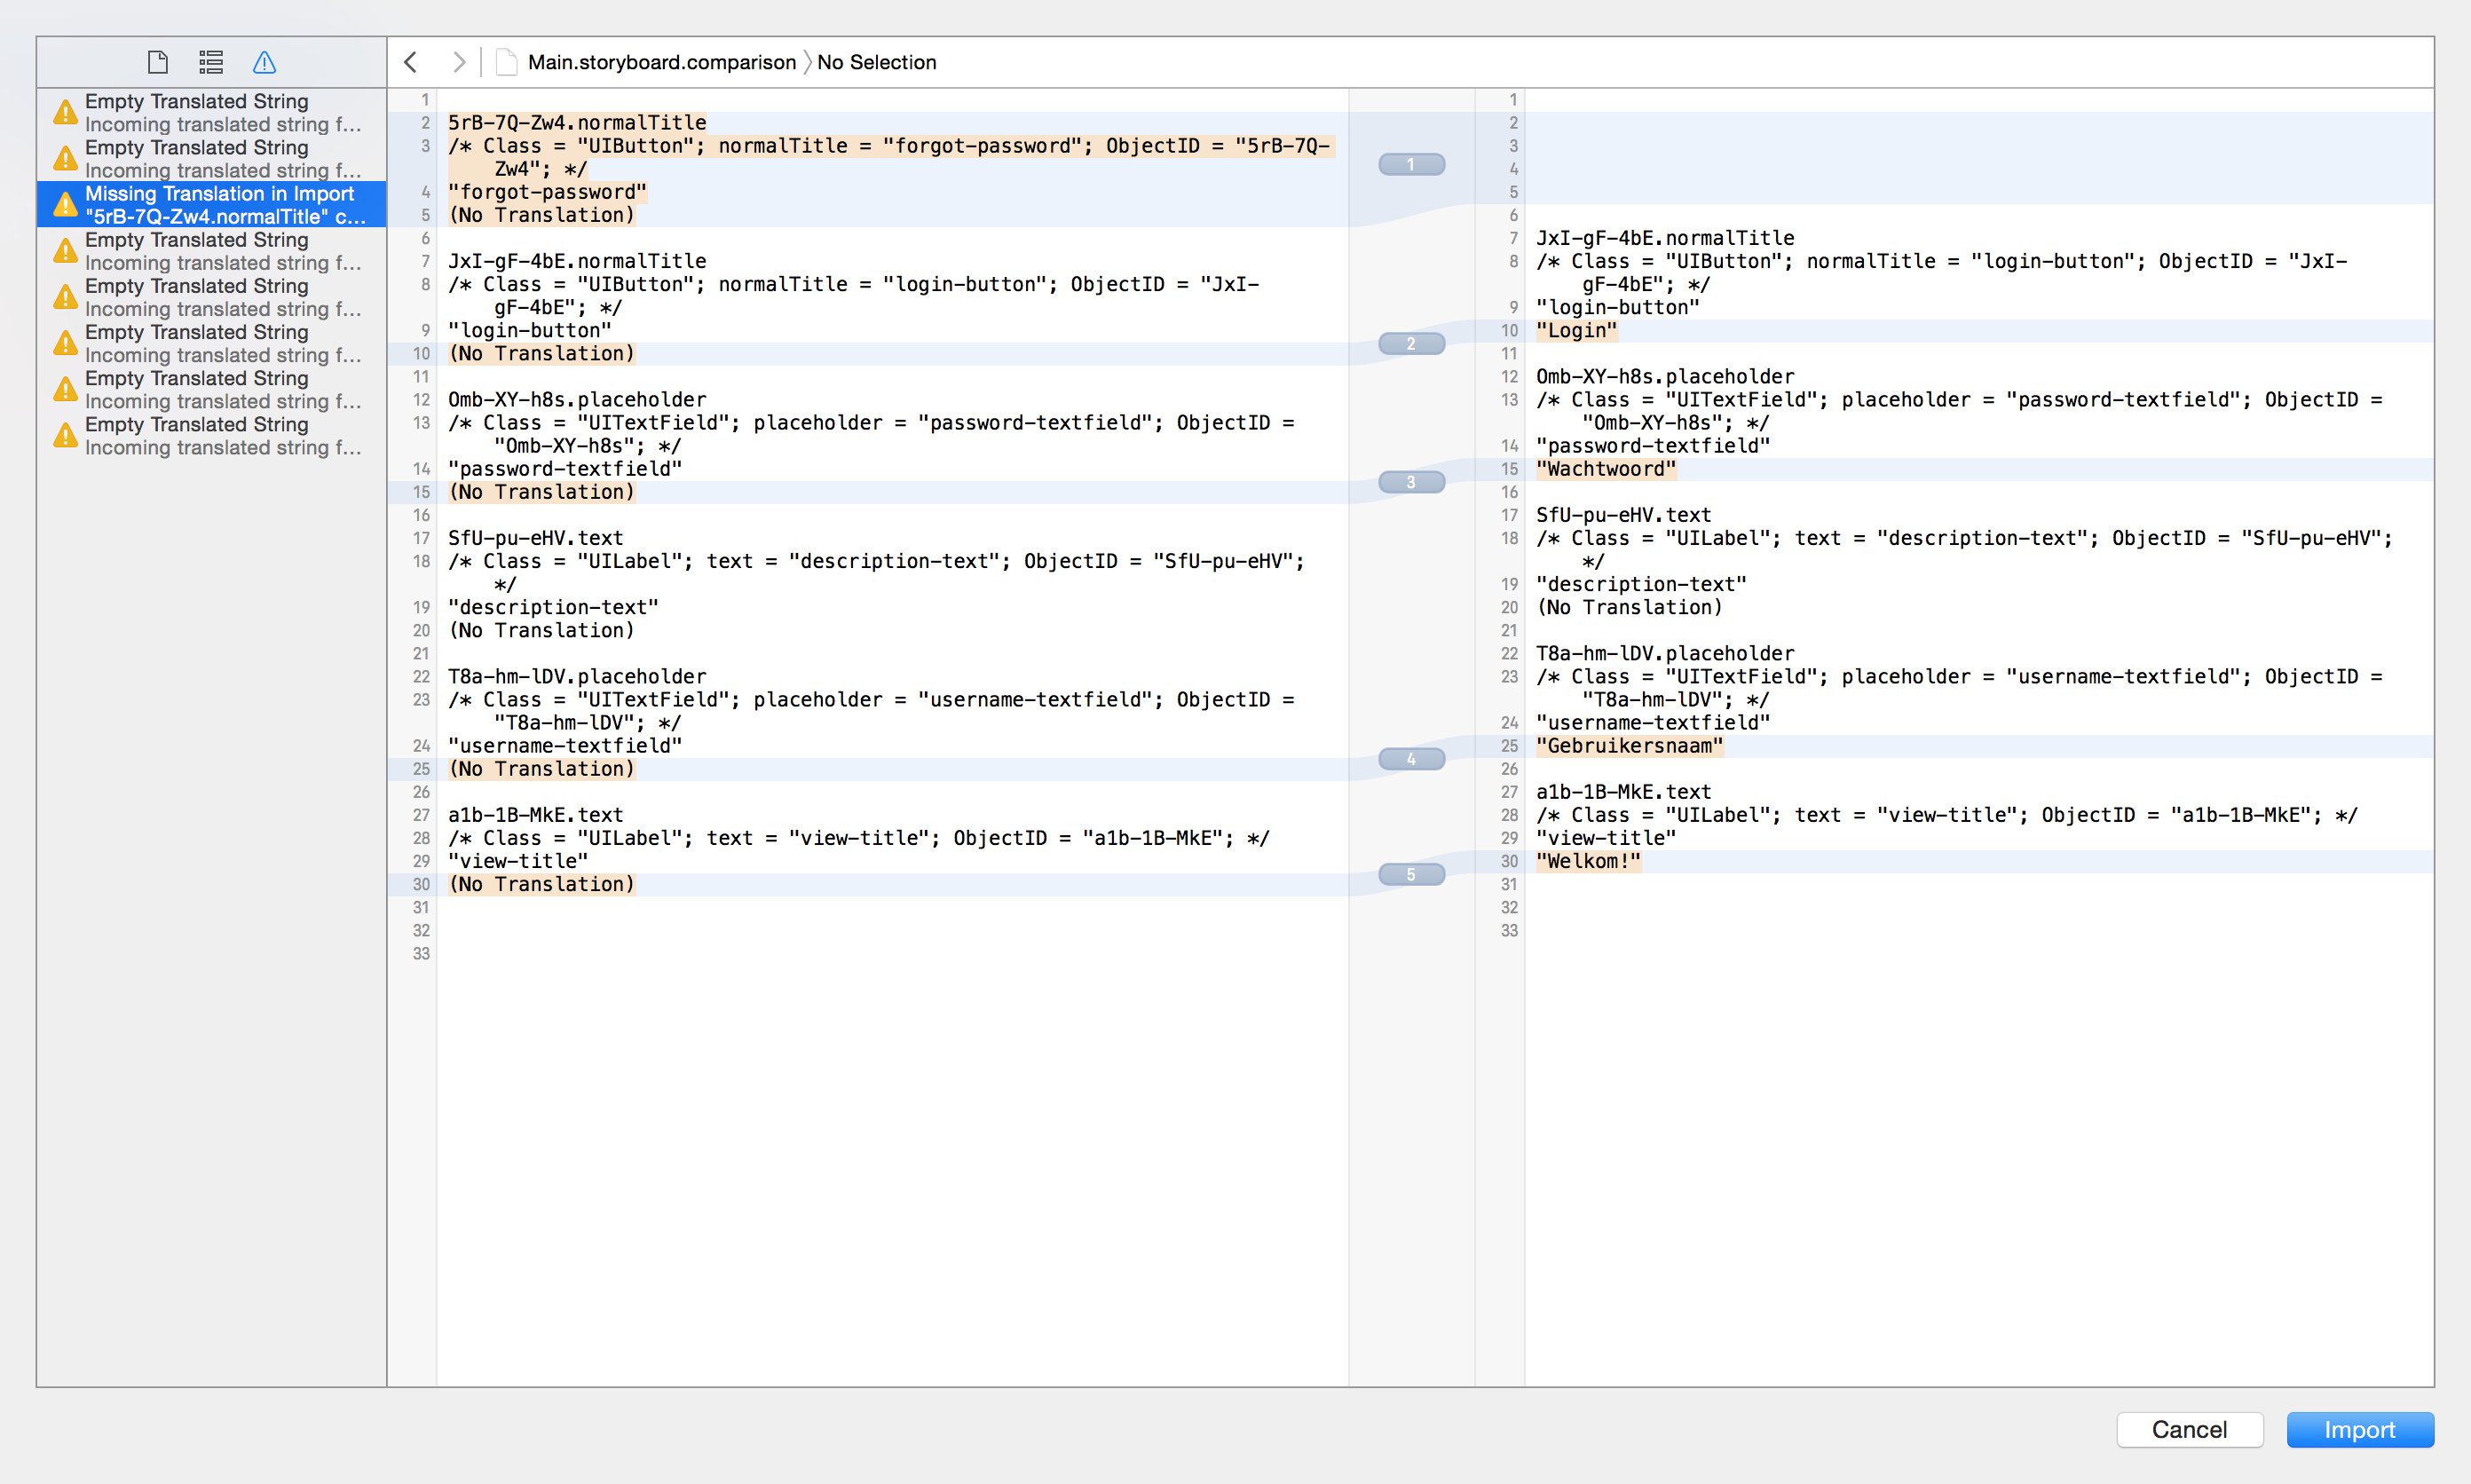 Main.storyboard.comparison
No Selection
Empty Translated String
Incoming translated string f...
Empty Translated String
Incoming translated string f...
Missing Translation in Import
"5rB-7Q-Zw4.normalTitle" c...
Empty Translated String
Incoming translated string f...
Empty Translated String
Incoming translated string f...
Empty Translated String
Incoming translated string f...
Empty Translated String
Incoming translated string f...
Empty Translated String
Incoming translated string f...
1
2 5rB-7Q-Zw4.normalTitle
3 /* Class = "UIButton"; normalTitle = "forgot-password"; ObjectID = "5rB-7Q-
Zw4"; */
4 "forgot-password"
5 (No Translation)
6
7 JxI-gF-4bE.normalTitle
8 /* Class = "UIButton"; normalTitle = "login-button"; ObjectID = "JxI-
gF-4bE"; */
9 "login-button"
10 (No Translation)
11
12 Omb-XY-h8s.placeholder
13 /* Class = "UITextField"; placeholder = "password-textfield"; ObjectID =
"Omb-XY-h8s"; */
14 "password-textfield"
15 (No Translation)
16
17 SfU-pu-eHV.text
18 /* Class = "UILabel"; text = "description-text"; ObjectID = "SfU-pu-eHV";
*/
19 "description-text"
20 (No Translation)
21
22 T8a-hm-lDV.placeholder
23 /* Class = "UITextField"; placeholder = "username-textfield"; ObjectID =
"T8a-hm-lDV"; */
24 "username-textfield"
25 (No Translation)
26
27 a1b-1B-MkE.text
28 /* Class = "UILabel"; text = "view-title"; ObjectID = "a1b-1B-MkE"; */
29 "view-title"
30 (No Translation)
31
32
33
1
2
3
4
5
1
2
3
4
5
6
7 JxI-gF-4bE.normalTitle
8 /* Class = "UIButton"; normalTitle = "login-button"; ObjectID = "JxI-
gF-4bE"; */
9 "login-button"
10 "Login"
11
12 Omb-XY-h8s.placeholder
13 /* Class = "UITextField"; placeholder = "password-textfield"; ObjectID =
"Omb-XY-h8s"; */
14 "password-textfield"
15 "Wachtwoord"
16
17 SfU-pu-eHV.text
18 /* Class = "UILabel"; text = "description-text"; ObjectID = "SfU-pu-eHV";
*/
19 "description-text"
20 (No Translation)
21
22 T8a-hm-lDV.placeholder
23 /* Class = "UITextField"; placeholder = "username-textfield"; ObjectID =
"T8a-hm-lDV"; */
24 "username-textfield"
25 "Gebruikersnaam"
26
27 a1b-1B-MkE.text
28 /* Class = "UILabel"; text = "view-title"; ObjectID = "a1b-1B-MkE"; */
29 "view-title"
30 "Welkom!"
31
32
33
Cancel
Import